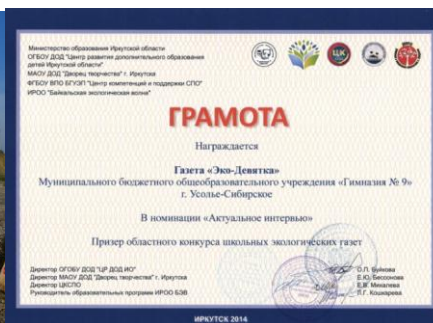 Министерство образования Иркутской области
ОГБОУ ДОД "Центр развития дополнительного образования
детей Иркутской области"
МАОУ ДОД "Дворец творчества" г. Иркутска
ФГБОУ ВПО БГУЭП "Центр компетенций и поддержки СПО"
ИРОО "Байкальская экологическая волна"
ЦК
ГРАМОТА
Награждается
Газета «Эко-Девятка»
Муниципального бюджетного общеобразовательного учреждения «Гимназия № 9»
г. Усолье-Сибирское
В номинации «Актуальное интервью»
Призер областного конкурса школьных экологических газет
Директор ОГОБУ ДОД "ЦР ДОД ИО" О.П. Буйкова
Директор МАОУ ДОД "Дворец творчества" г. Иркутска Е.Ю. Бессонова
Директор ЦКСПО Е.В. Михалева
Руководитель образовательных программ ИРОО БЭВ Л.Г. Кошкарева
ИРКУТСК 2014